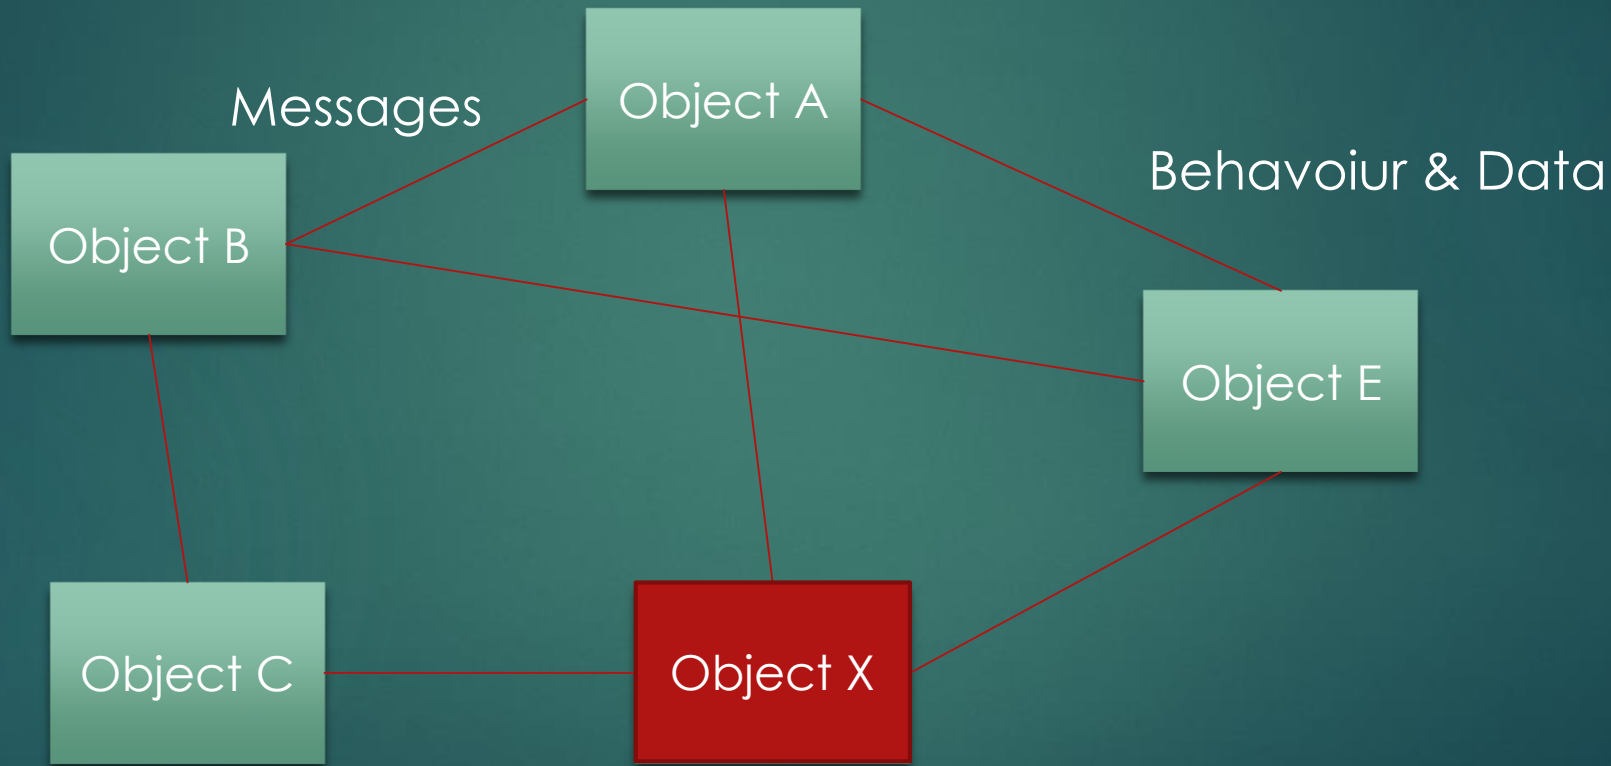 Object A
Messages
Behavoiur & Data
Object B
Object E
Object C
Object X